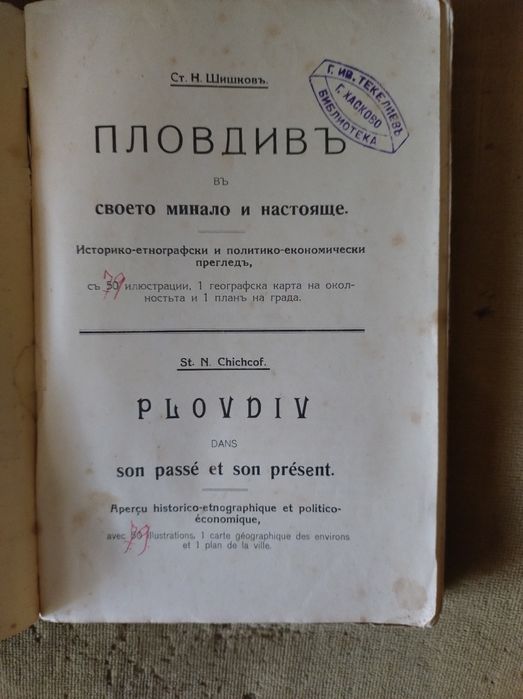 Ст. Н. Шишковъ.
Г. ИВ. ТЕКЕЛИЕВЪ
Г. ХАСКОВО
БИБЛИОТЕКА
ПЛОВДИВЪ
въ
своето минало и настояще.
Историко-етнографски и политико-економически
прегледъ,
съ 50 79 илюстрации, 1 географска карта на окол-
ностьта и 1 планъ на града.
St. N. Chichcof.
PLOVDIV
DANS
son passé et son présent.
Aperçu historico-etnographique et politico-
économique,
avec 50 79 illustrations, 1 carte géographique des environs
et 1 plan de la ville.